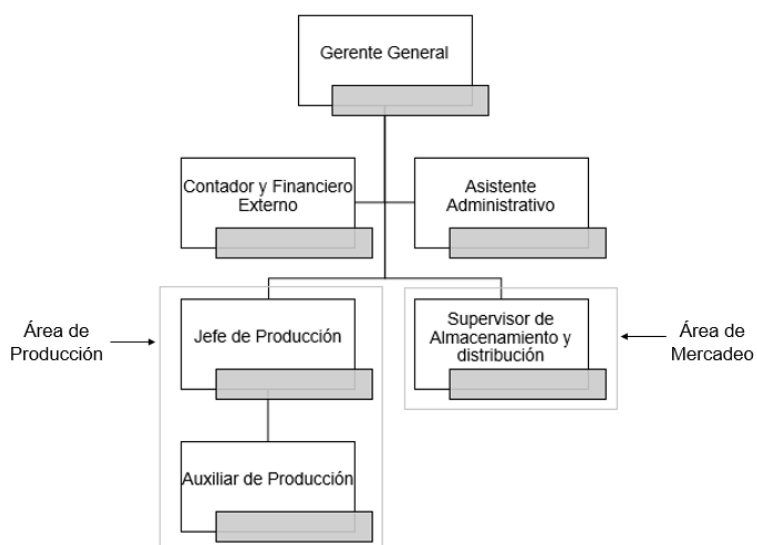 Gerente General
Contador y Financiero
Externo
Asistente
Administrativo
Área de
Producción
Jefe de Producción
Supervisor de
Almacenamiento y
distribución
Área de
Mercadeo
Auxiliar de Producción